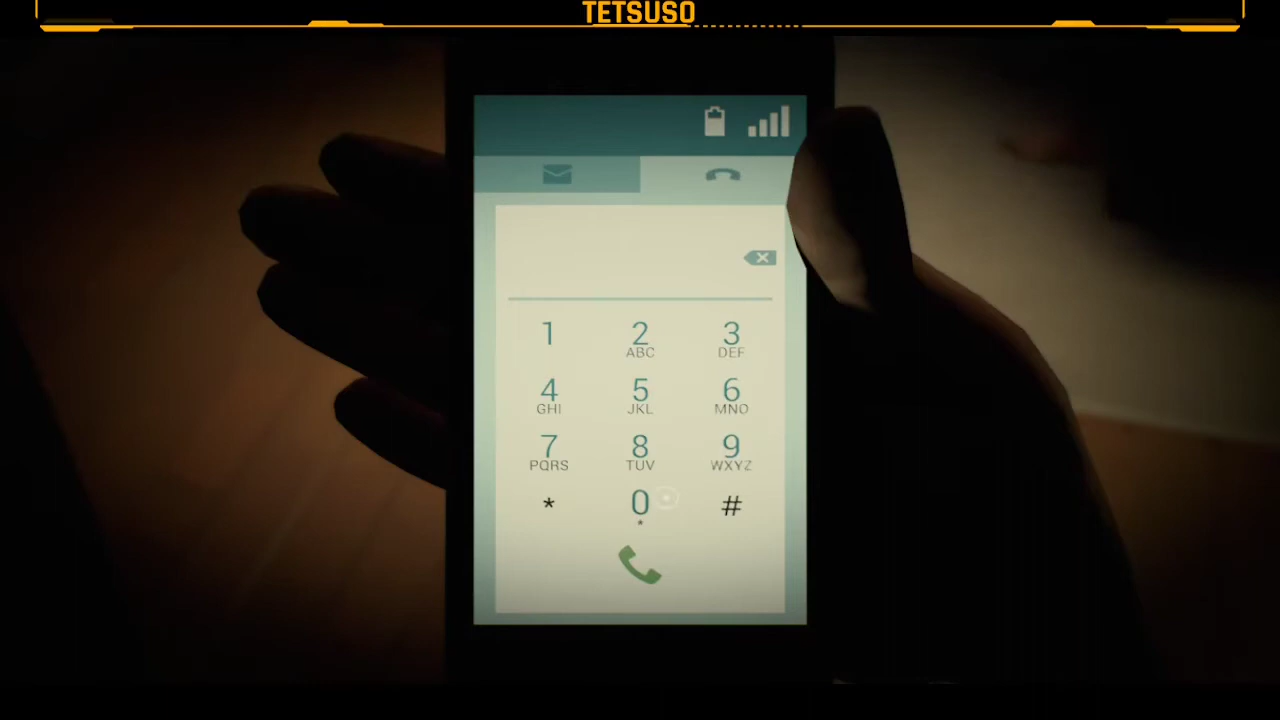 TETSUSO
1 2 3
ABC DEF
4 5 6
GHI JKL MNO
7 8 9
PQRS TUV WXYZ
* 0 #
*